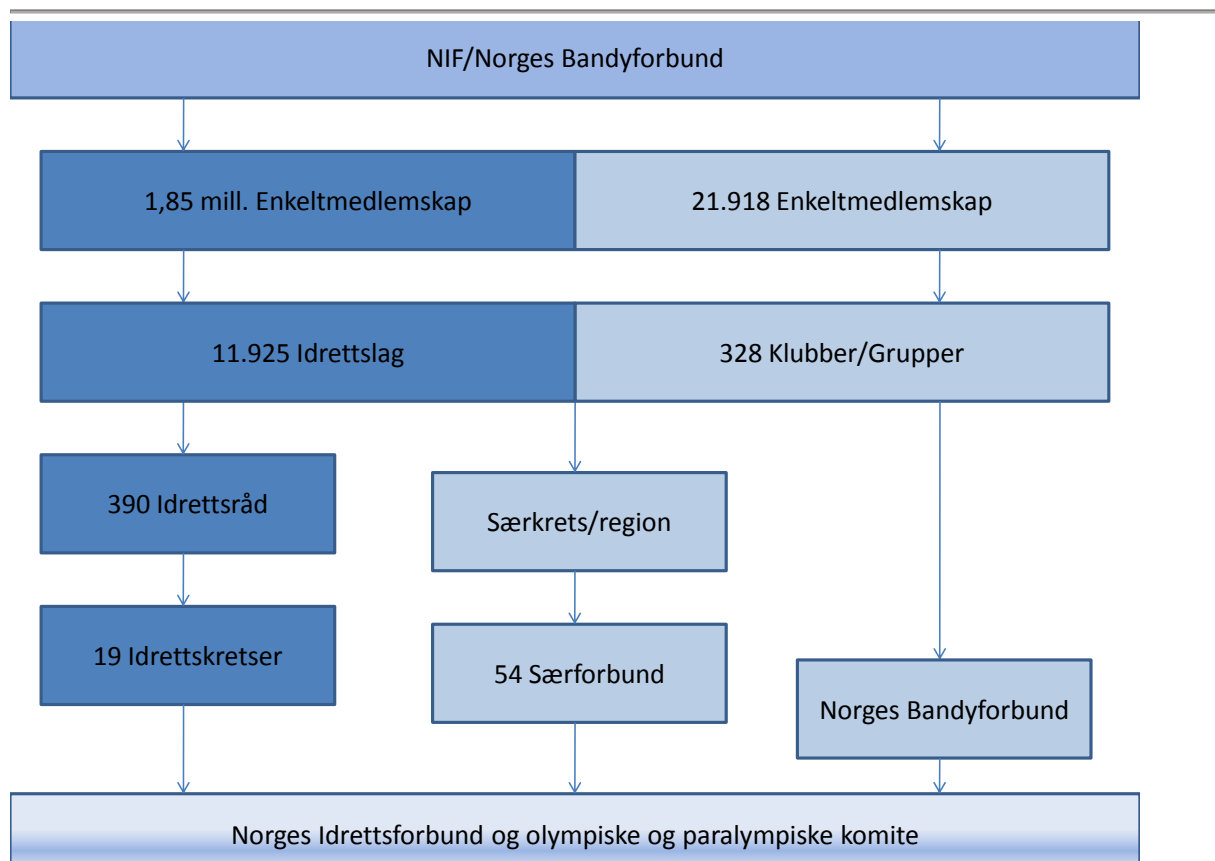 NIF/Norges Bandyforbund
1,85 mill. Enkeltmedlemskap
21.918 Enkeltmedlemskap
11.925 Idrettslag
328 Klubber/Grupper
390 Idrettsråd
Særkrets/region
19 Idrettskretser
54 Særforbund
Norges Bandyforbund
Norges Idrettsforbund og olympiske og paralympiske komite